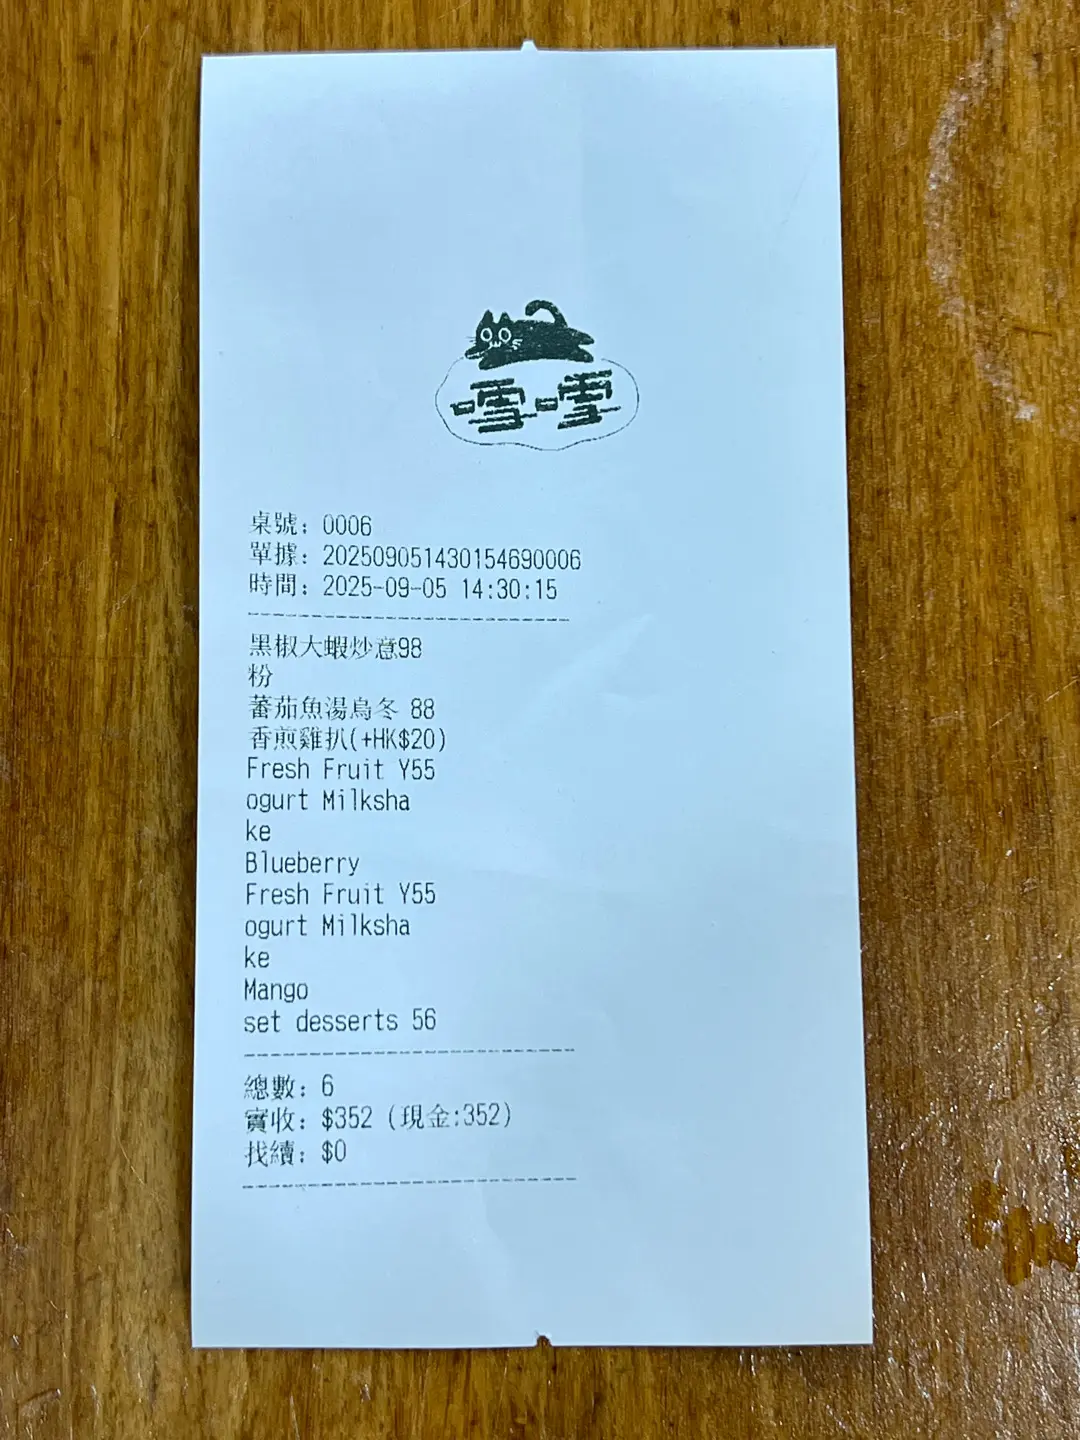 嚐嚐
桌號: 0006
單據: 202509051430154690006
時間: 2025-09-05 14:30:15
黑椒大蝦炒意98
粉
蕃茄魚湯烏冬 88
香煎雞扒(+HK$20)
Fresh Fruit Y55
ogurt Milksha
ke
Blueberry
Fresh Fruit Y55
ogurt Milksha
ke
Mango
set desserts 56
總數: 6
實收: $352 (現金:352)
找續: $0